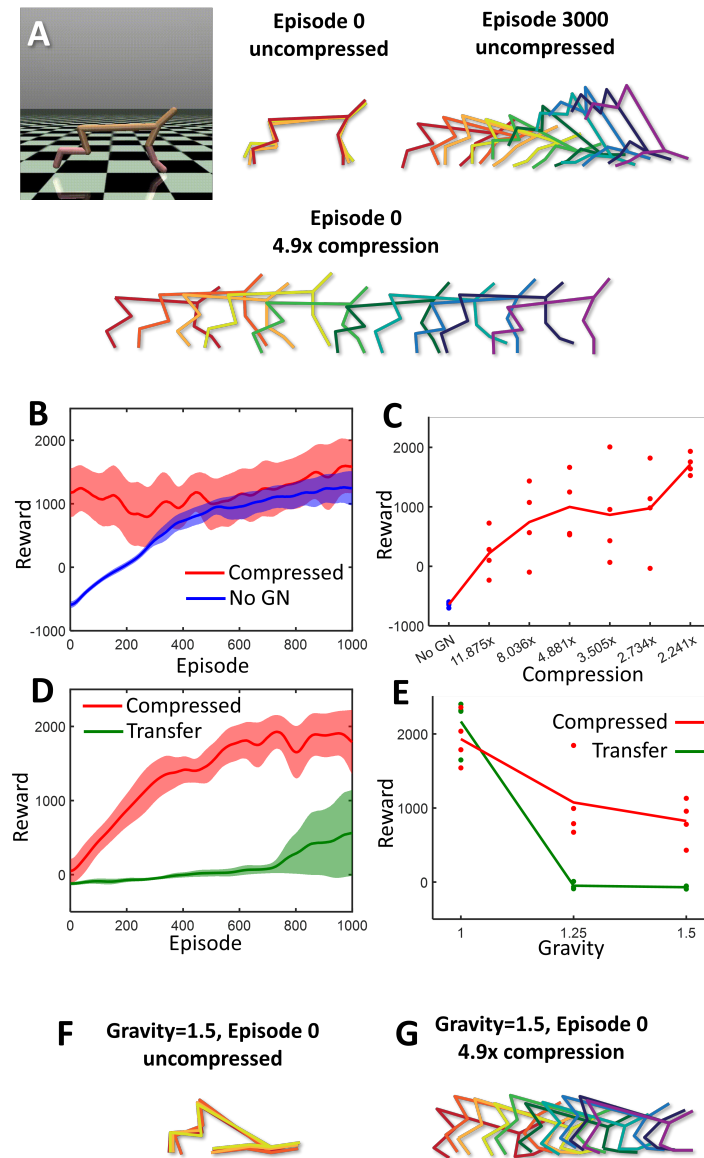 A
Episode 0
uncompressed
Episode 3000
uncompressed
Episode 0
4.9x compression
B
2000
1000
0
-1000
Reward
Compressed
No GN
0 200 400 600 800 1000
Episode
C
2000
1000
0
-1000
Reward
No GN 11.875x 8.036x 4.881x 3.505x 2.734x 2.241x
Compression
D
2000
1000
0
Reward
Compressed
Transfer
0 200 400 600 800 1000
Episode
E
2000
1000
0
Reward
Compressed
Transfer
1 1.25 1.5
Gravity
F
Gravity=1.5, Episode 0
uncompressed
G
Gravity=1.5, Episode 0
4.9x compression